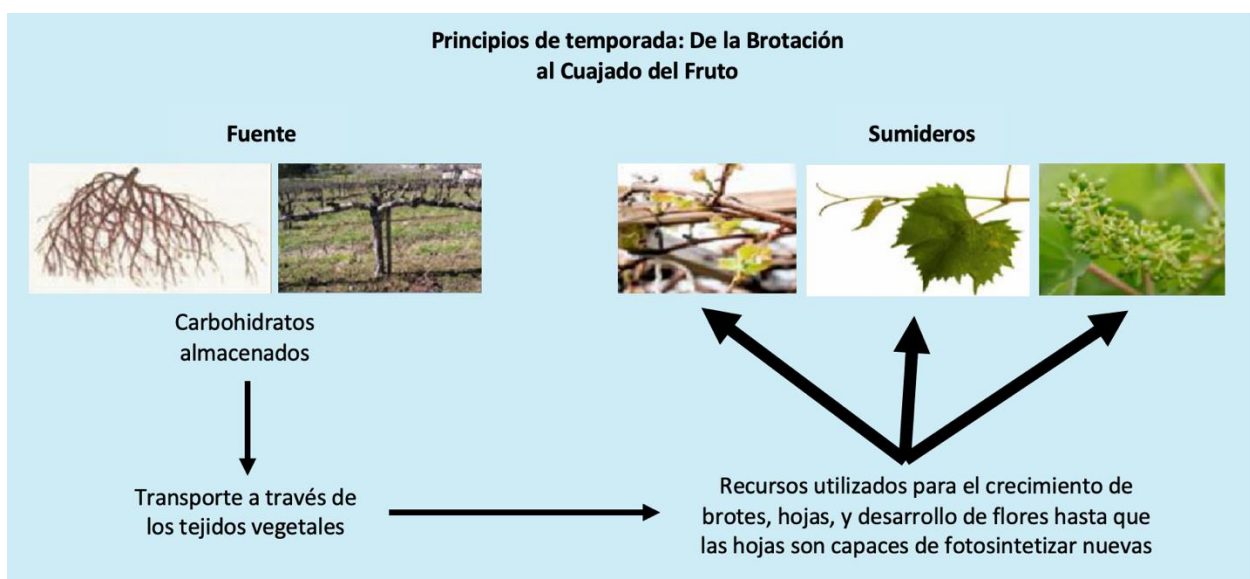 Principios de temporada: De la Brotación
al Cuajado del Fruto
Fuente
Sumideros
Carbohidratos
almacenados
Transporte a través de
los tejidos vegetales
Recursos utilizados para el crecimiento de
brotes, hojas, y desarrollo de flores hasta que
las hojas son capaces de fotosintetizar nuevas